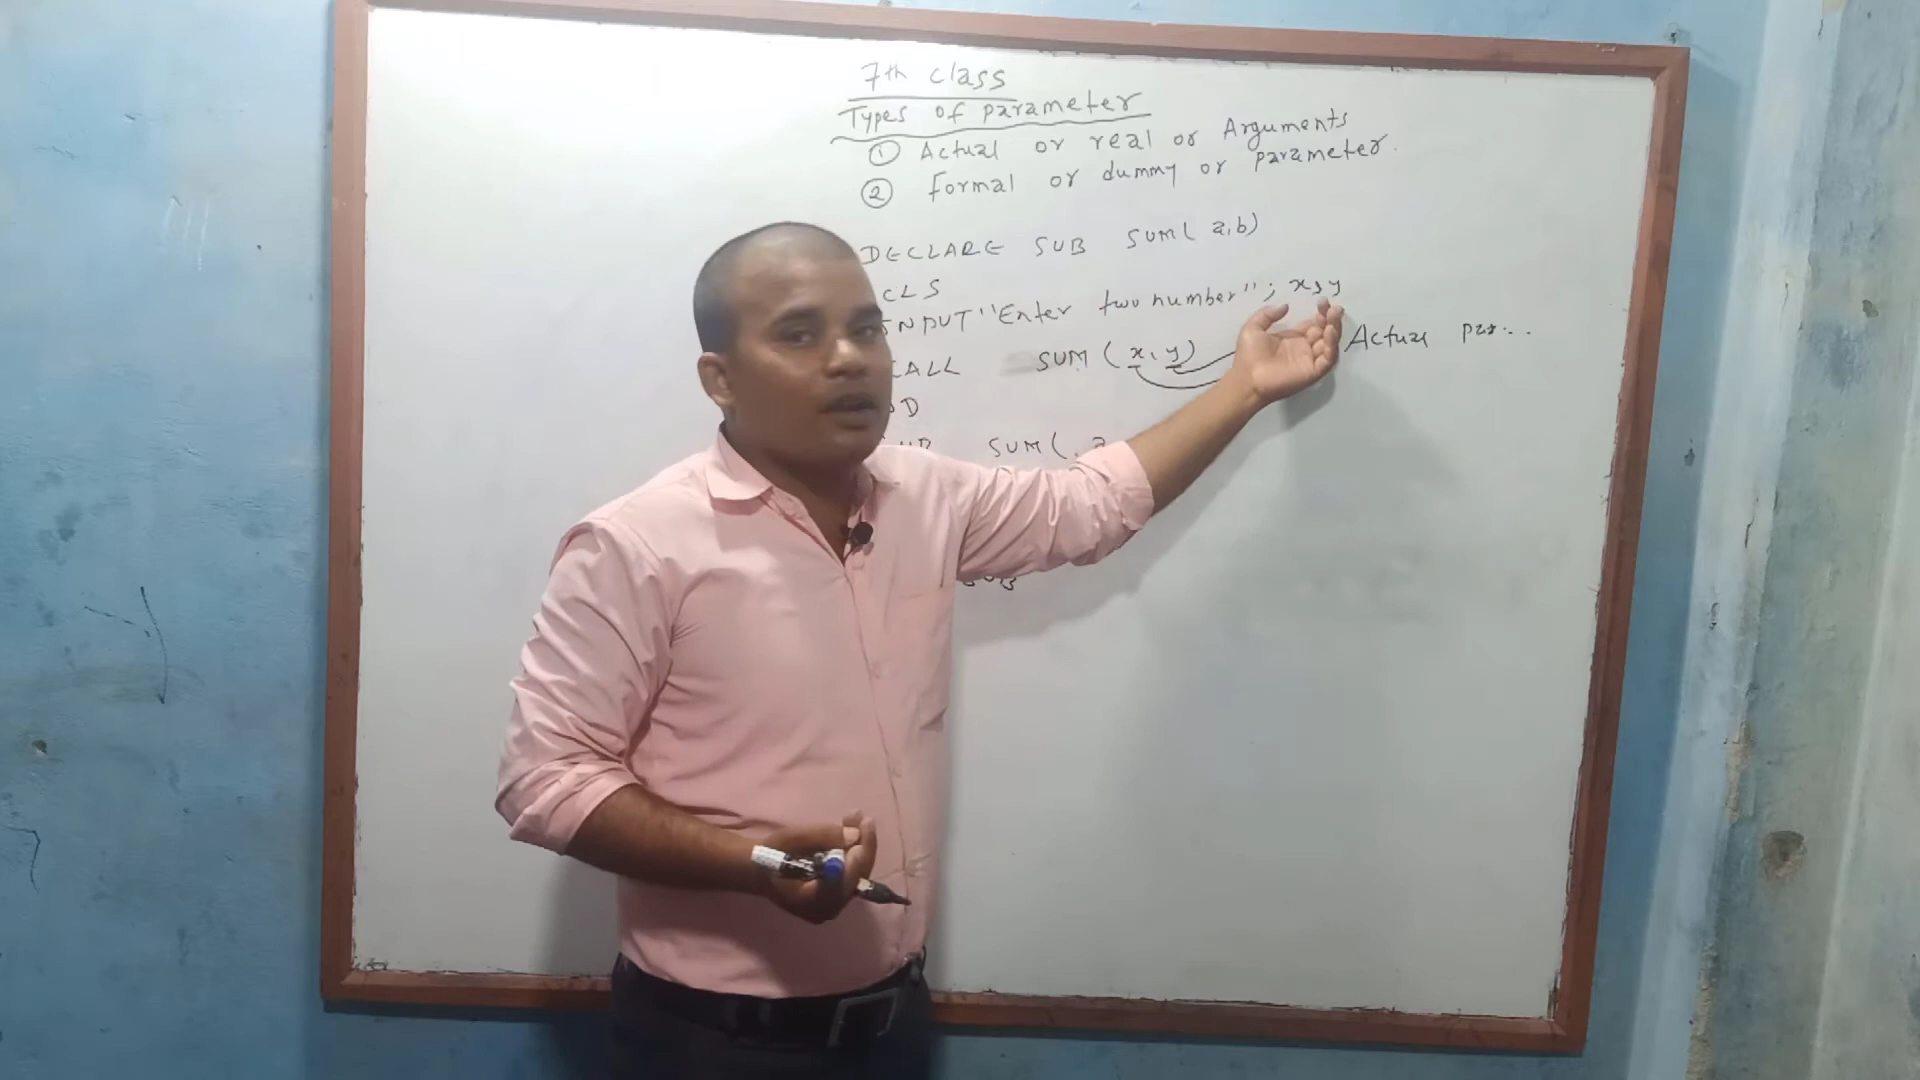 7th class
Types of parameter
① Actual or real or Arguments
② Formal or dummy or parameter.
DECLARE SUB SUM( a,b)
CLS
INPUT "Enter two number"; x,y
CALL SUM ( x, y) Actual par...
SUM( a
SUB